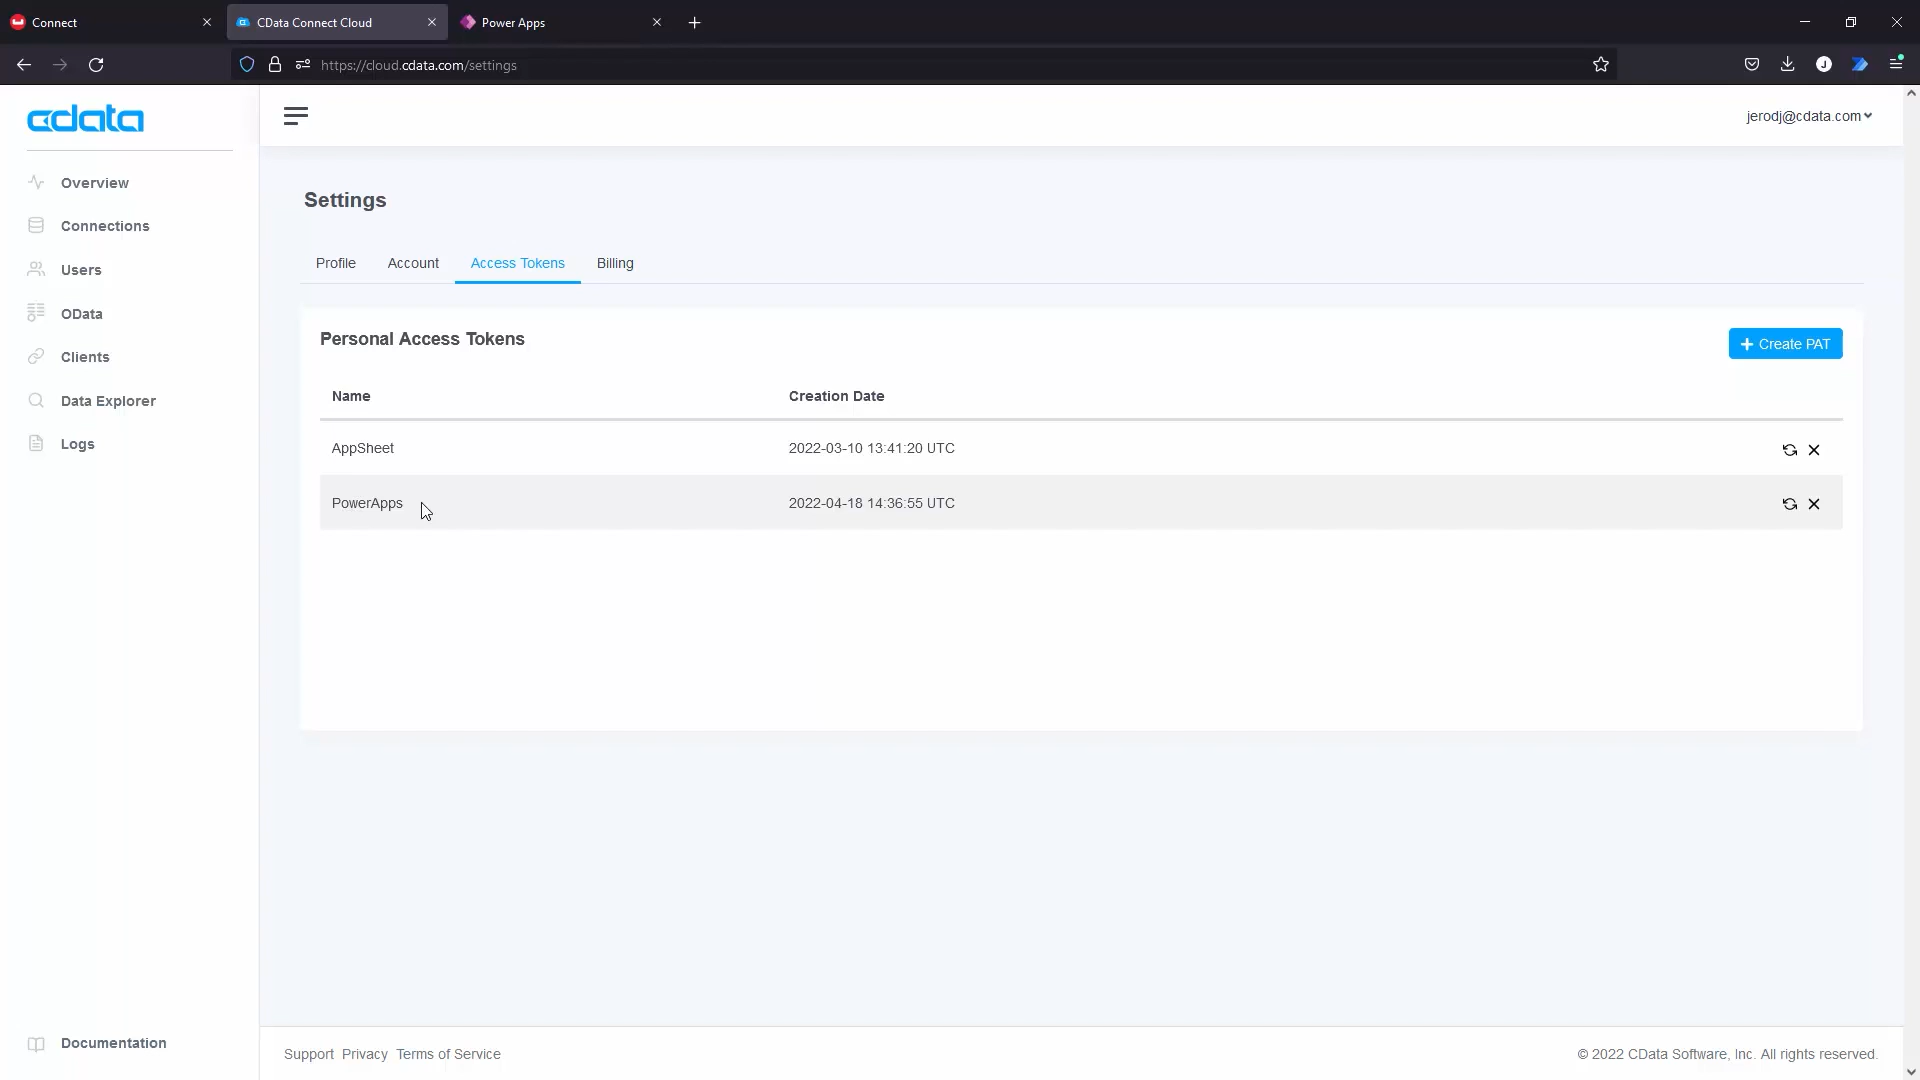 Connect
CData Connect Cloud
Power Apps
https://cloud.cdata.com/settings
cdata
jerodj@cdata.com
Overview
Connections
Users
OData
Clients
Data Explorer
Logs
Documentation
Settings
Profile Account Access Tokens Billing
Personal Access Tokens
+ Create PAT
Name Creation Date
AppSheet 2022-03-10 13:41:20 UTC
PowerApps 2022-04-18 14:36:55 UTC
Support Privacy Terms of Service
© 2022 CData Software, Inc. All rights reserved.